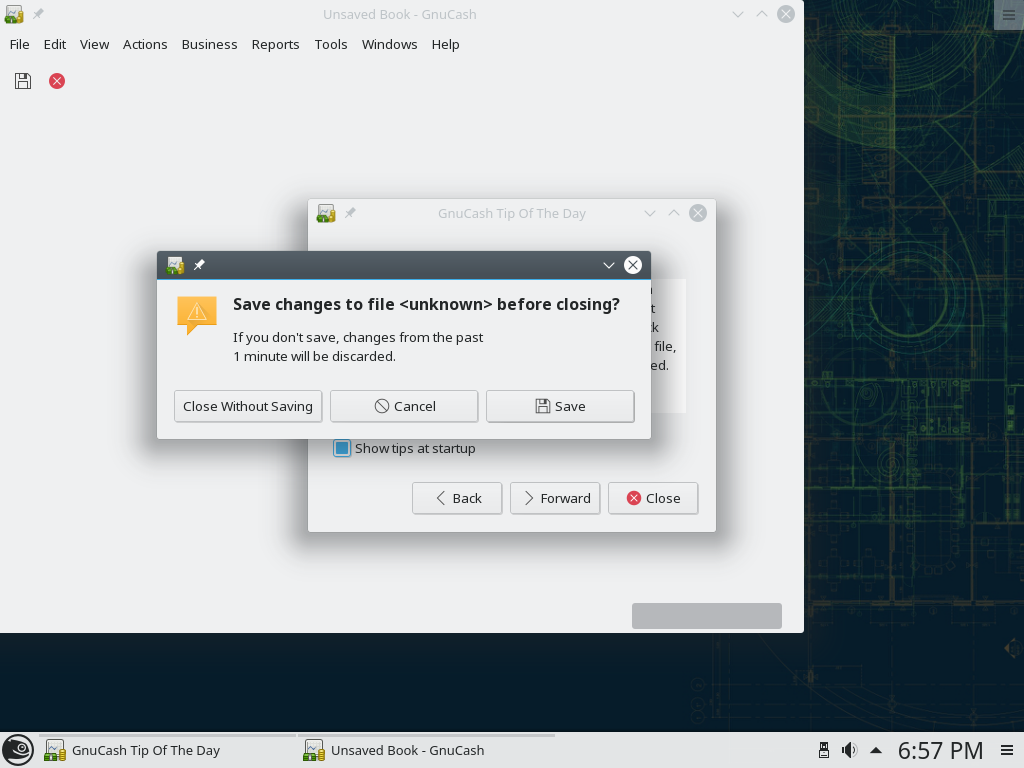 Unsaved Book - GnuCash
File Edit View Actions Business Reports Tools Windows Help
GnuCash Tip Of The Day
Save changes to file <unknown> before closing?
If you don't save, changes from the past
1 minute will be discarded.
file,
Close Without Saving
Cancel
Save
Show tips at startup
Back
Forward
Close
GnuCash Tip Of The Day
Unsaved Book - GnuCash
6:57 PM